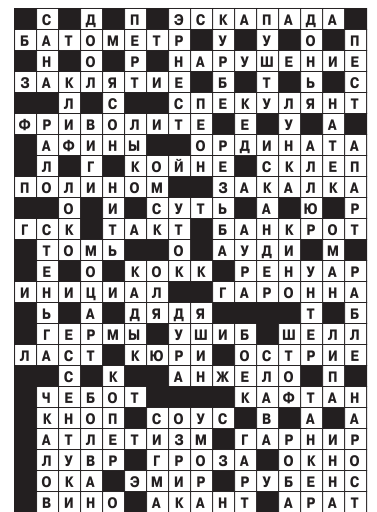 С Д П ЭСКАПАДА
БАТОМЕТР У У О П
Н О Р НАРУШЕНИЕ
ЗАКЛЯТИЕ Б Т Ь С
Л С СПЕКУЛЯНТ
ФРИВОЛИТЕ Е У А
АФИНЫ ОРДИНАТА
Л Г КОЙНЕ СКЛЕП
ПОЛИНОМ ЗАКАЛКА
О И СУТЬ А Ю Р
ГСК ТАКТ БАНКРОТ
ТОМЬ О АУДИ М
Е О КОКК РЕНУАР
ИНИЦИАЛ ГАРОННА
Ь А ДЯДЯ Т Б
ГЕРМЫ УШИБ ШЕЛЛ
ЛАСТ КЮРИ ОСТРИЕ
С К АНЖЕЛО П
ЧЕБОТ КАФТАН
КНОП СОУС В А А
АТЛЕТИЗМ ГАРНИР
ЛУВР ГРОЗА ОКНО
ОКА ЭМИР РУБЕНС
ВИНО АКАНТ АРАТ